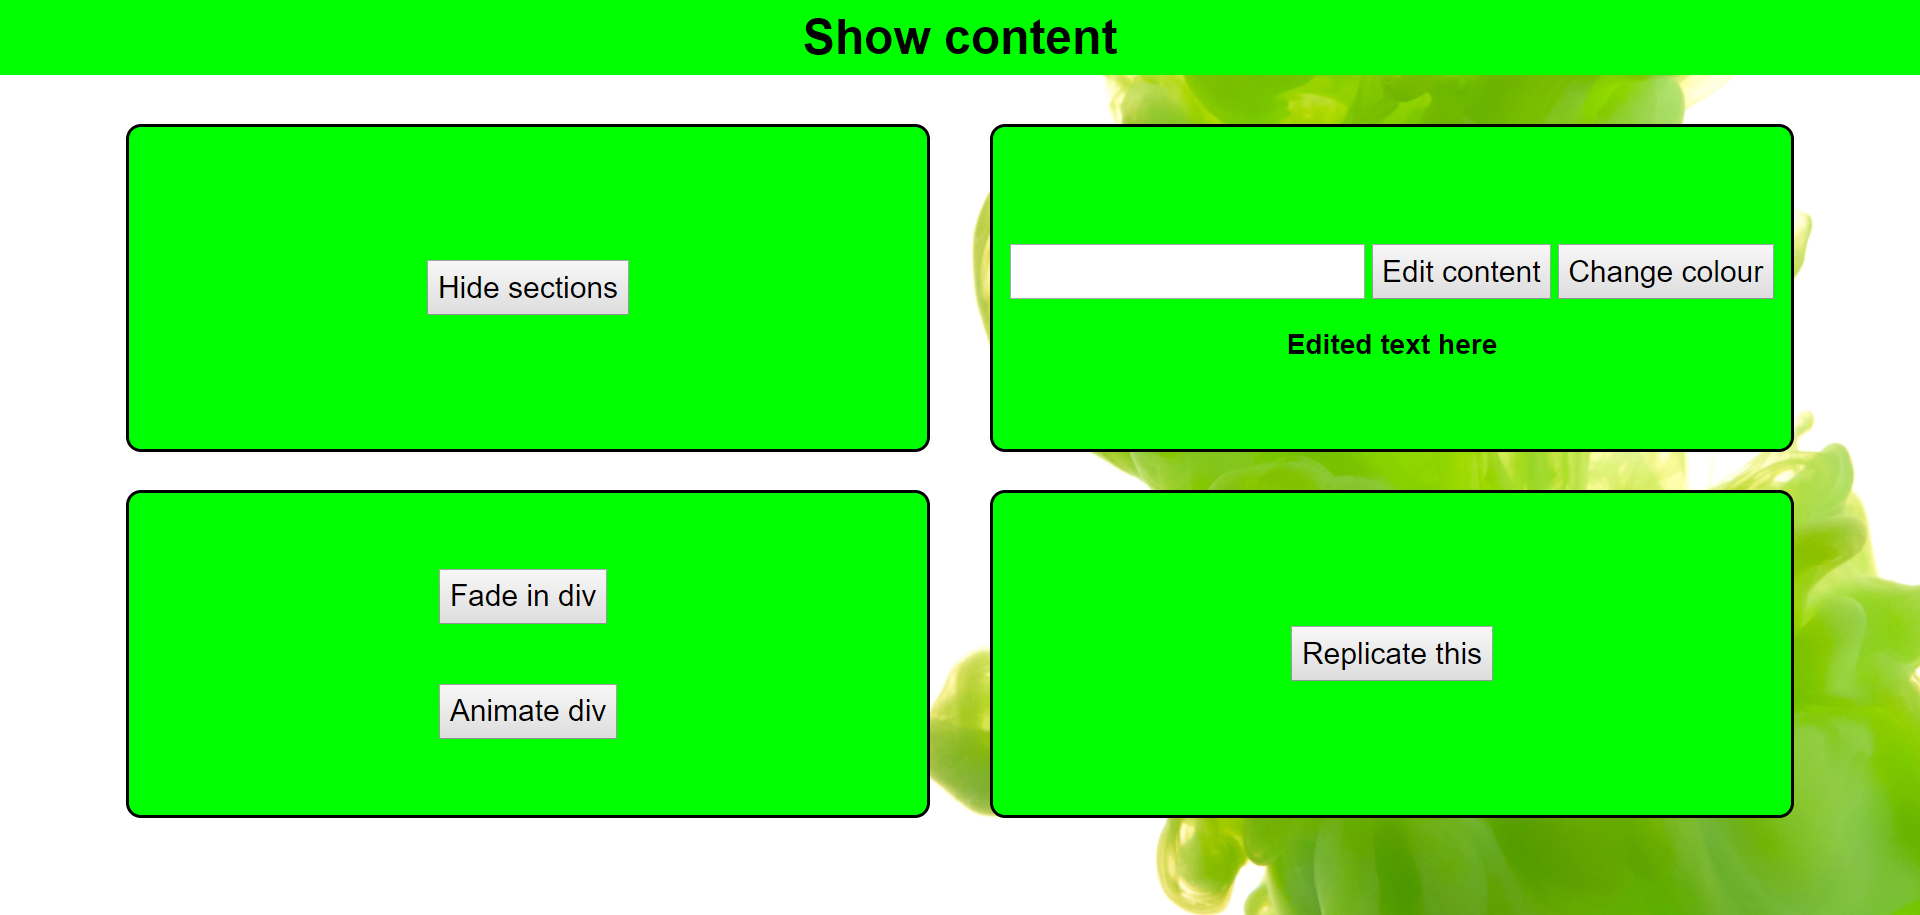 Show content
Hide sections
Edit content Change colour
Edited text here
Fade in div
Animate div
Replicate this